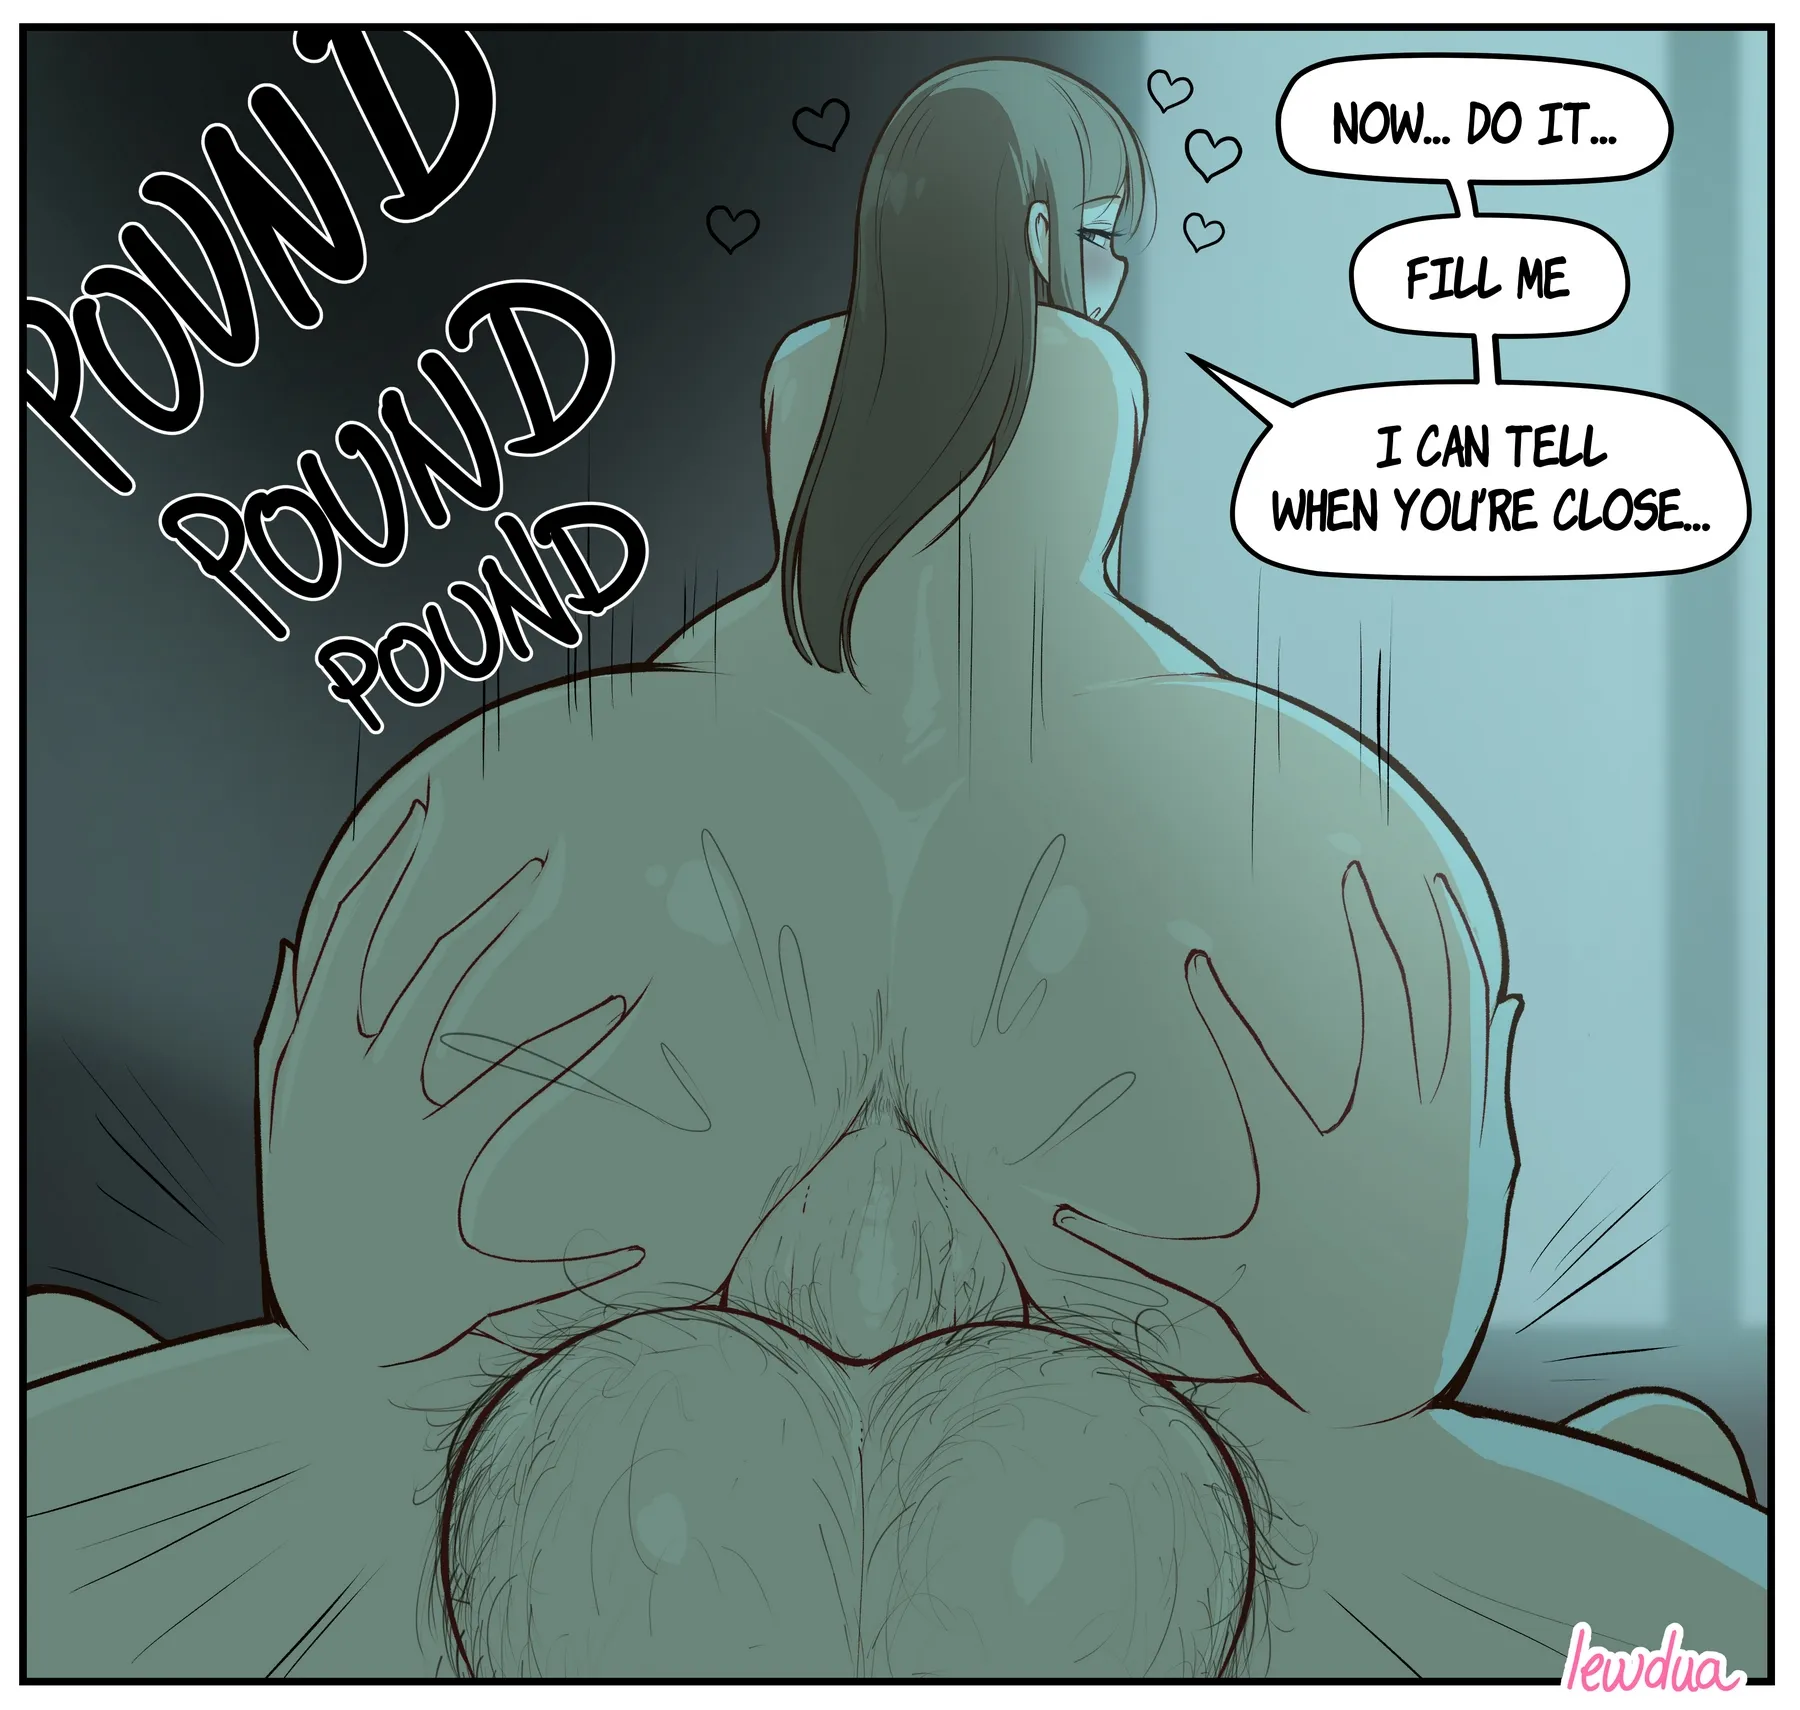 POUND
POUND
POUND
NOW... DO IT...
FILL ME
I CAN TELL
WHEN YOU'RE CLOSE...
lewdua